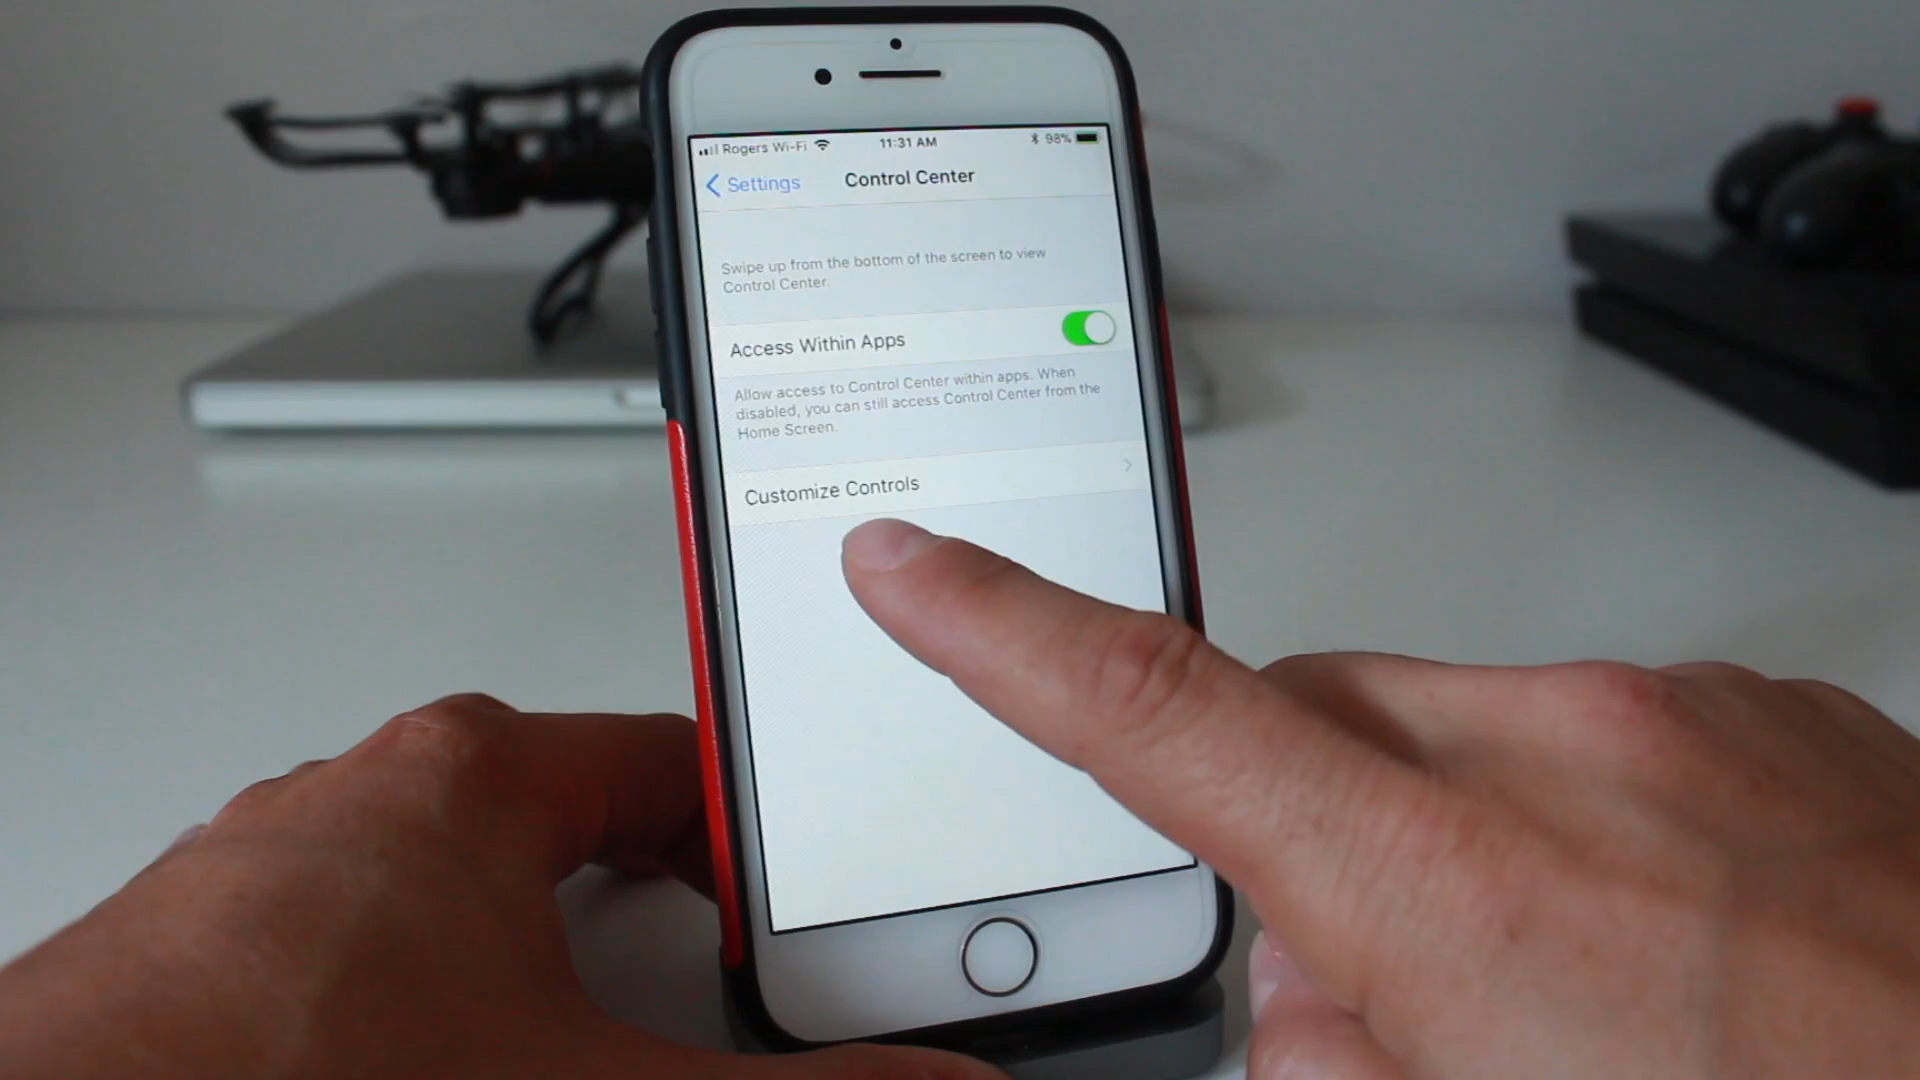 Rogers Wi-Fi 11:31 AM 98%
Settings Control Center
Swipe up from the bottom of the screen to view
Control Center.
Access Within Apps
Allow access to Control Center within apps. When
disabled, you can still access Control Center from the
Home Screen.
Customize Controls